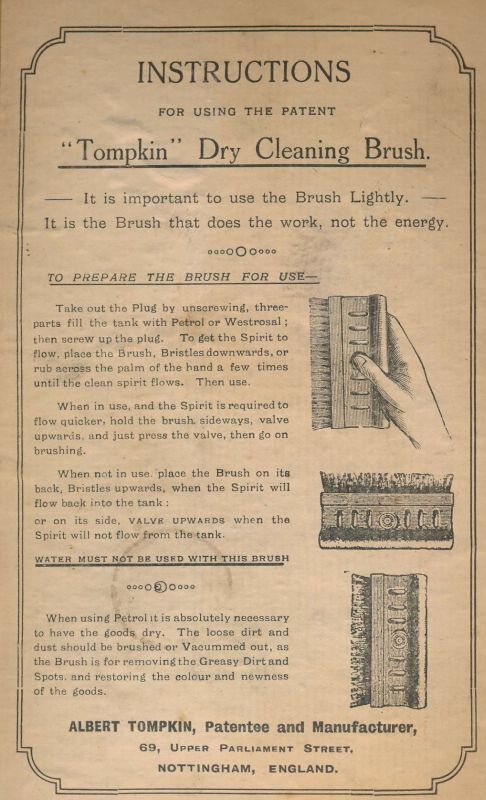 INSTRUCTIONS
FOR USING THE PATENT
"Tompkin" Dry Cleaning Brush.
— It is important to use the Brush Lightly. —
It is the Brush that does the work, not the energy.
TO PREPARE THE BRUSH FOR USE—
Take out the Plug by unscrewing, three-
parts fill the tank with Petrol or Westrosal;
then screw up the plug. To get the Spirit to
flow, place the Brush, Bristles downwards, or
rub across the palm of the hand a few times
until the clean spirit flows. Then use.
When in use, and the Spirit is required to
flow quicker, hold the brush, sideways, valve
upwards, and just press the valve, then go on
brushing.
When not in use, place the Brush on its
back, Bristles upwards, when the Spirit will
flow back into the tank:
or on its side, VALVE UPWARDS when the
Spirit will not flow from the tank.
WATER MUST NOT BE USED WITH THIS BRUSH
When using Petrol it is absolutely necessary
to have the goods dry. The loose dirt and
dust should be brushed or Vacummed out, as
the Brush is for removing the Greasy Dirt and
Spots, and restoring the colour and newness
of the goods.
ALBERT TOMPKIN, Patentee and Manufacturer,
69, UPPER PARLIAMENT STREET,
NOTTINGHAM, ENGLAND.